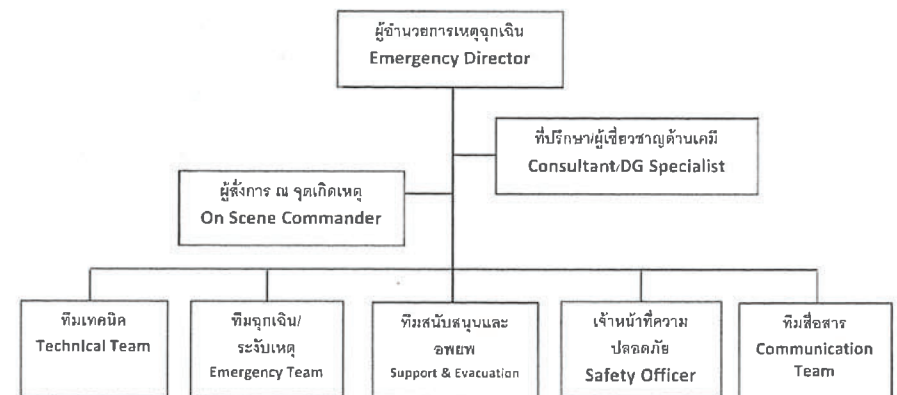 ผู้อำนวยการเหตุฉุกเฉิน
Emergency Director
ที่ปรึกษา/ผู้เชี่ยวชาญด้านเคมี
Consultant/DG Specialist
ผู้สั่งการ ณ จุดเกิดเหตุ
On Scene Commander
ทีมเทคนิค
Technical Team
ทีมฉุกเฉิน/
ระงับเหตุ
Emergency Team
ทีมสนับสนุนและ
อพยพ
Support & Evacuation
เจ้าหน้าที่ความ
ปลอดภัย
Safety Officer
ทีมสื่อสาร
Communication
Team